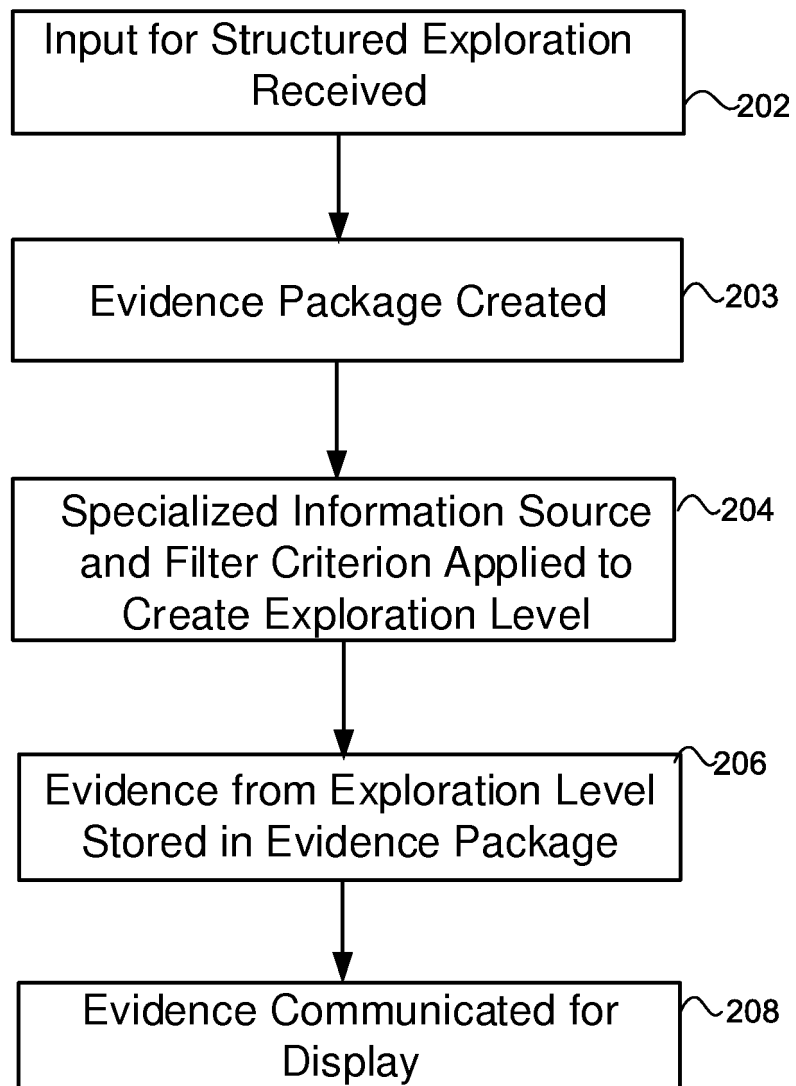 Input for Structured Exploration
Received
202
Evidence Package Created
203
Specialized Information Source
and Filter Criterion Applied to
Create Exploration Level
204
Evidence from Exploration Level
Stored in Evidence Package
206
Evidence Communicated for
Display
208